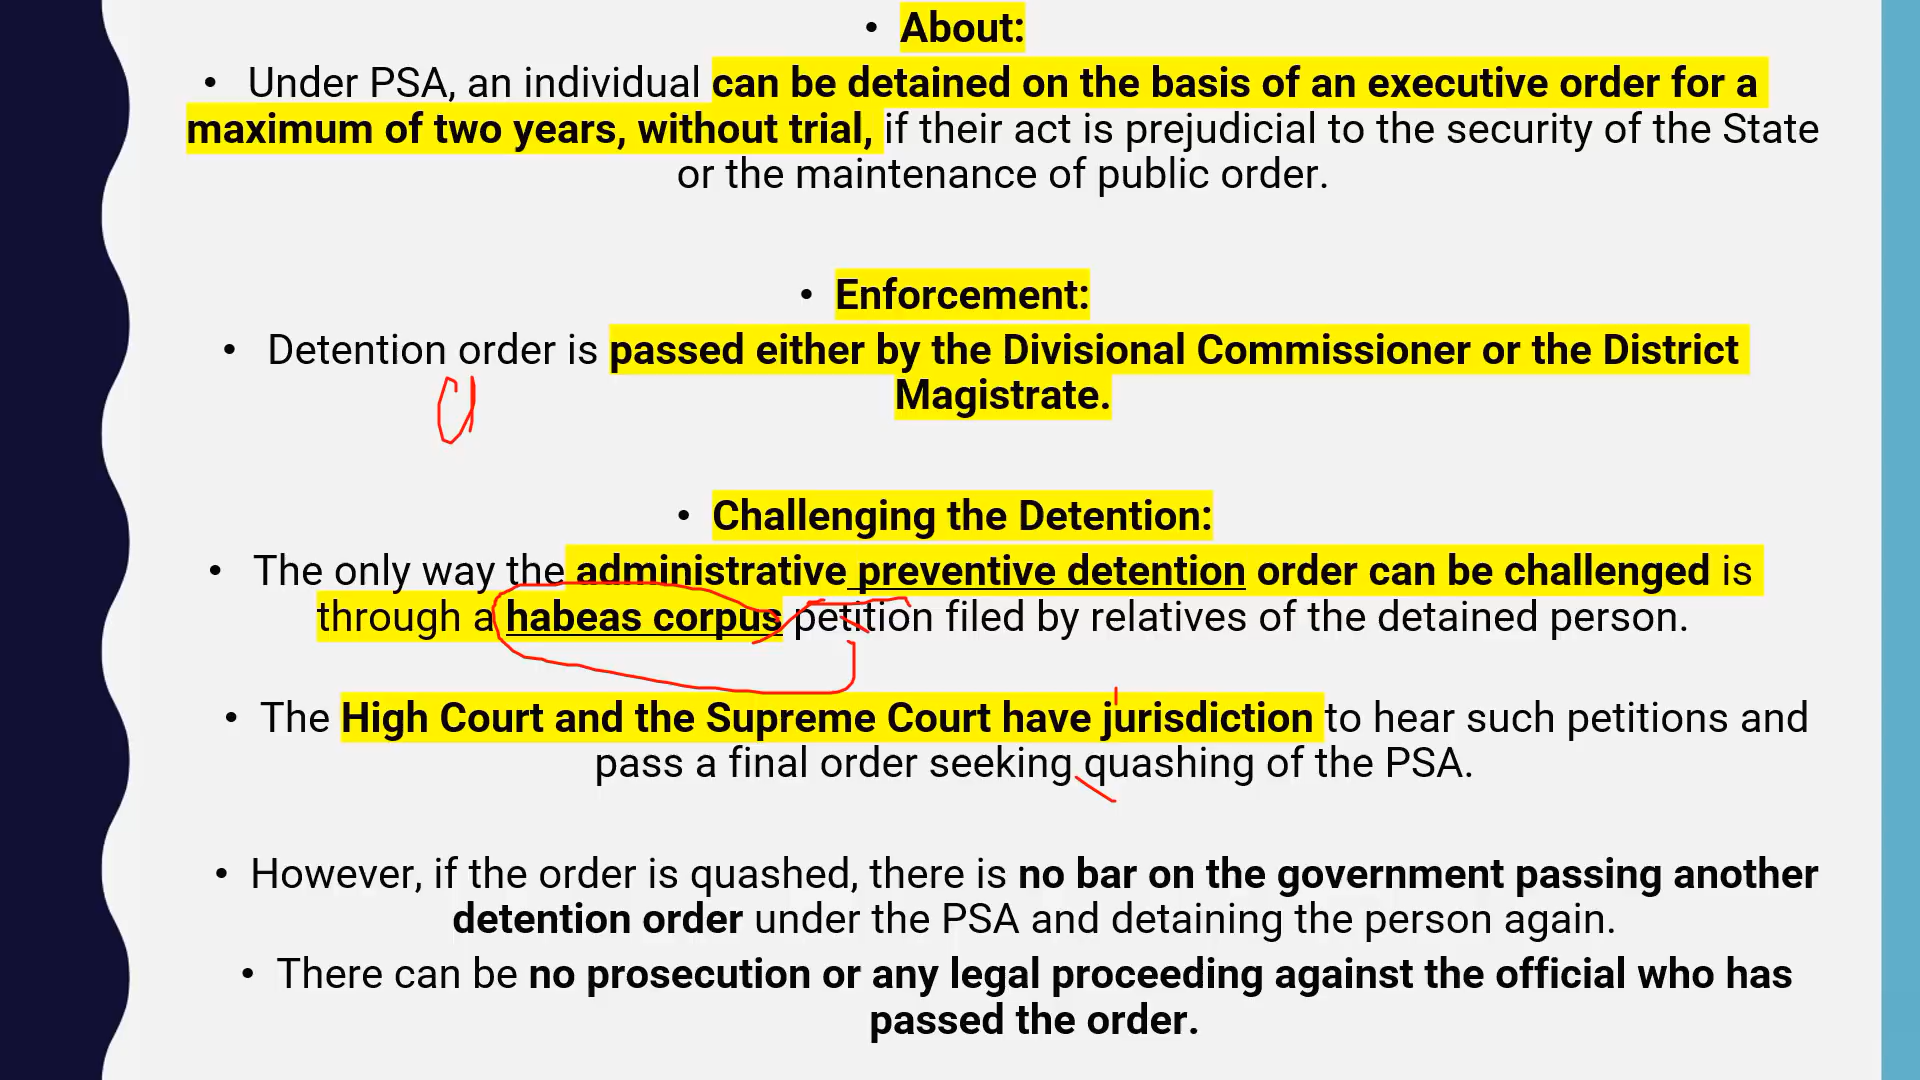 • About:
• Under PSA, an individual can be detained on the basis of an executive order for a
maximum of two years, without trial, if their act is prejudicial to the security of the State
or the maintenance of public order.
• Enforcement:
• Detention order is passed either by the Divisional Commissioner or the District
Magistrate.
• Challenging the Detention:
• The only way the administrative preventive detention order can be challenged is
through a habeas corpus petition filed by relatives of the detained person.
• The High Court and the Supreme Court have jurisdiction to hear such petitions and
pass a final order seeking quashing of the PSA.
• However, if the order is quashed, there is no bar on the government passing another
detention order under the PSA and detaining the person again.
• There can be no prosecution or any legal proceeding against the official who has
passed the order.